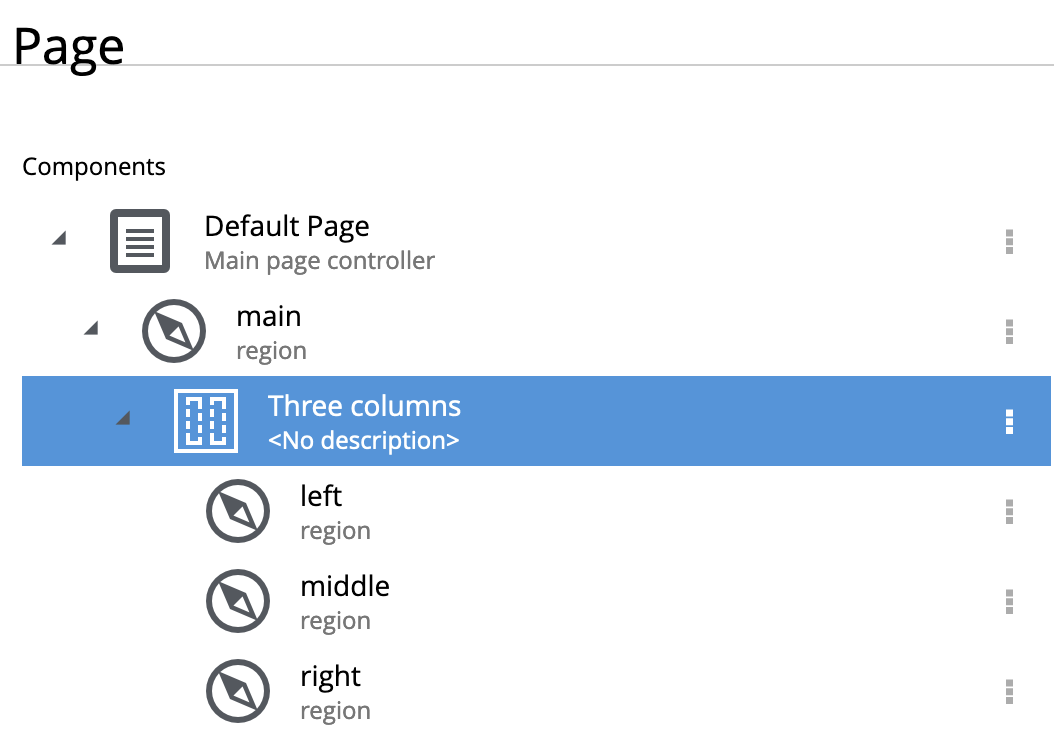 Page
Components
Default Page
Main page controller
main
region
Three columns
<No description>
left
region
middle
region
right
region